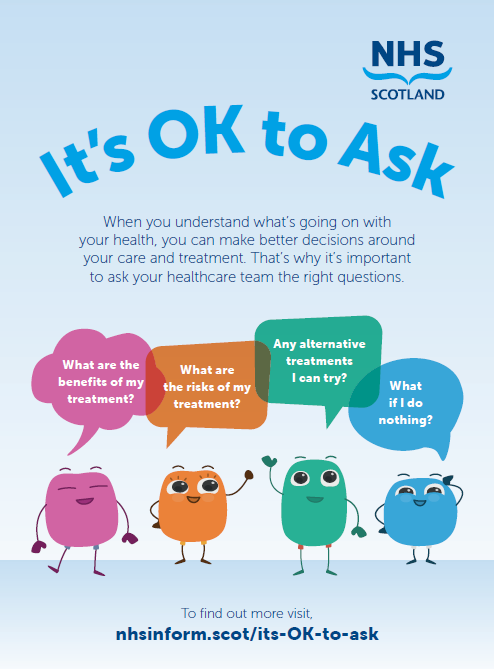 NHS
SCOTLAND
It's OK to Ask
When you understand what's going on with
your health, you can make better decisions around
your care and treatment. That's why it's important
to ask your healthcare team the right questions.
What are the
benefits of my
treatment?
What are
the risks of my
treatment?
Any alternative
treatments
I can try?
What
if I do
nothing?
To find out more visit,
nhsinform.scot/its-OK-to-ask